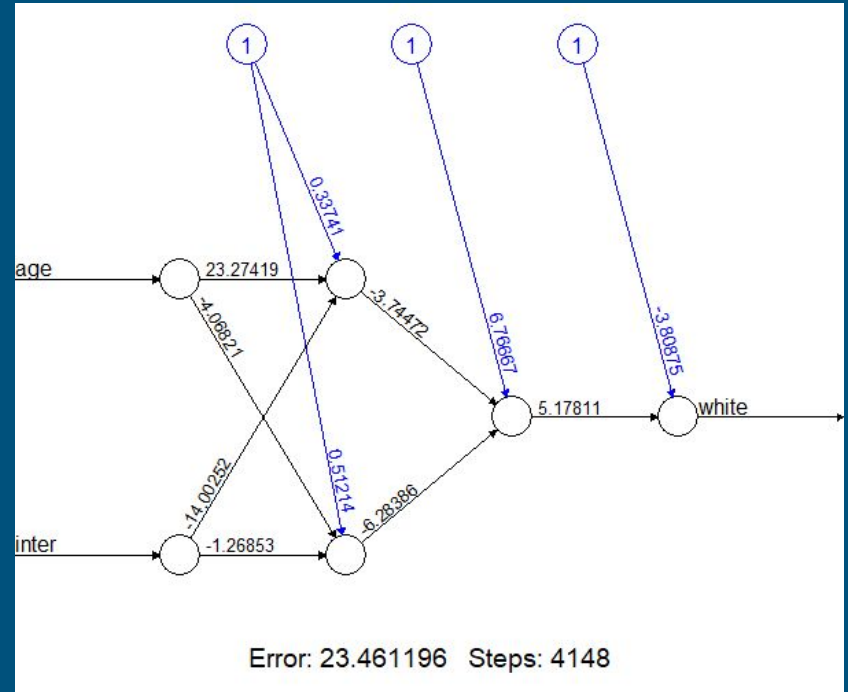 1 1 1
0.33741
age
23.27419
-3.74472
-4.06821
6.76667
-3.80875
5.17811
white
-14.00252
0.51214
-6.28386
inter
-1.26853
Error: 23.461196 Steps: 4148